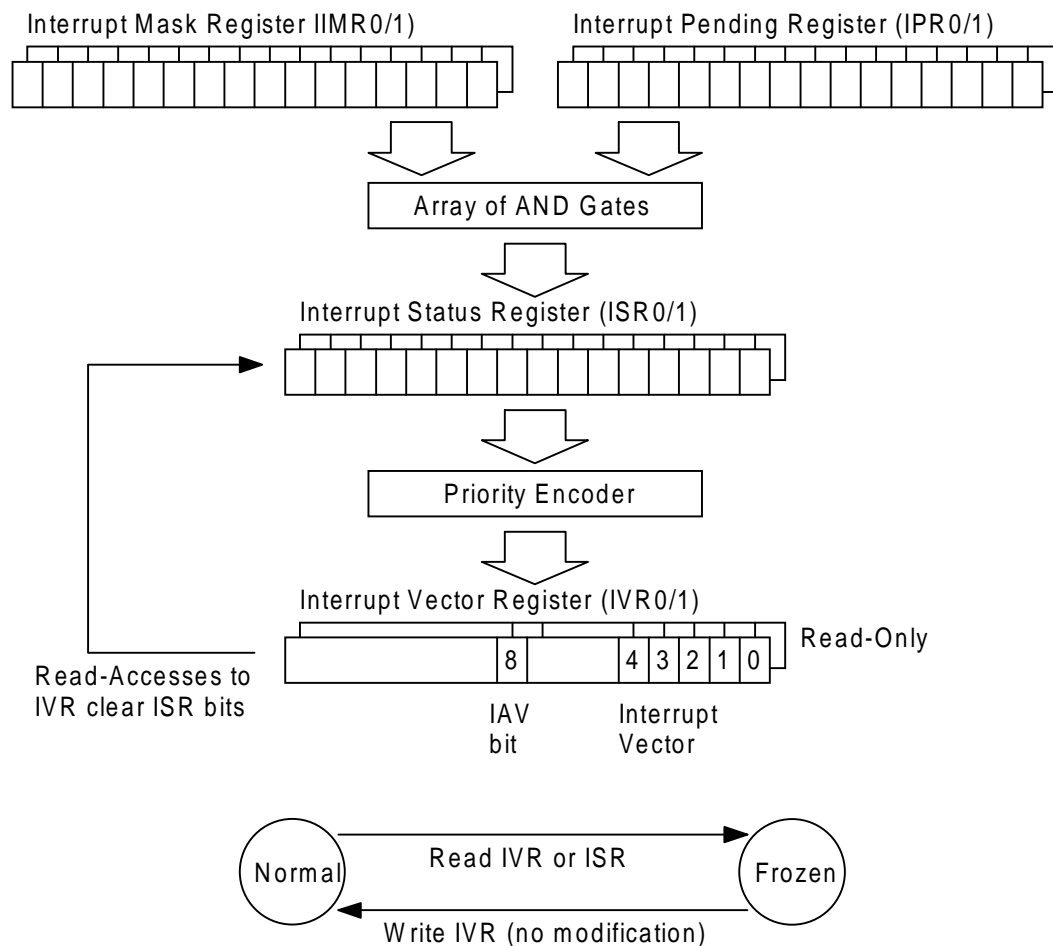 Interrupt Mask Register IIMR0/1)
Interrupt Pending Register (IPR0/1)
Array of AND Gates
Interrupt Status Register (ISR0/1)
Priority Encoder
Interrupt Vector Register (IVR0/1)
Read-Only
8 4 3 2 1 0
Read-Accesses to
IVR clear ISR bits
IAV
bit
Interrupt
Vector
Normal
Read IVR or ISR
Frozen
Write IVR (no modification)